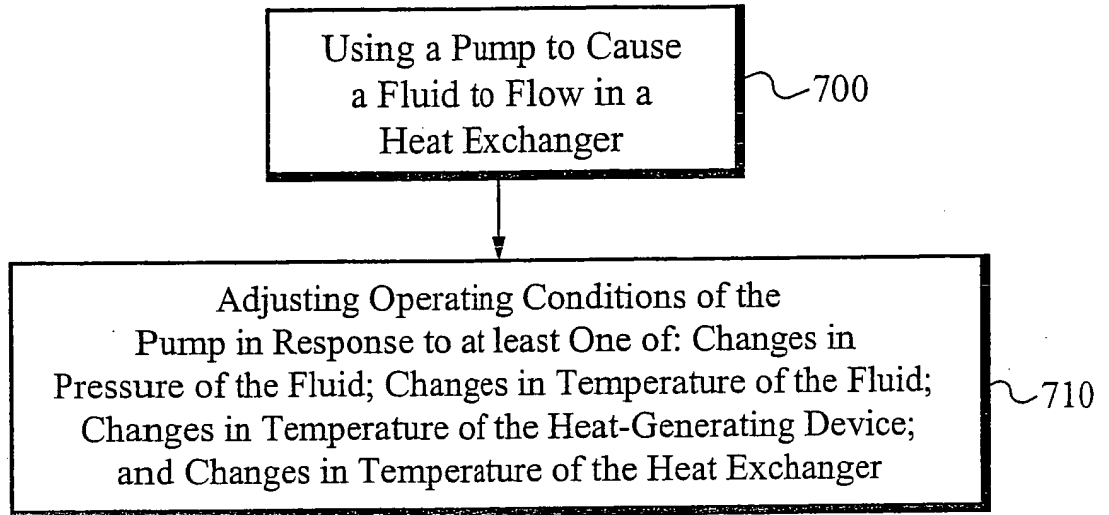 Using a Pump to Cause
a Fluid to Flow in a
Heat Exchanger
700
Adjusting Operating Conditions of the
Pump in Response to at least One of: Changes in
Pressure of the Fluid; Changes in Temperature of the Fluid;
Changes in Temperature of the Heat-Generating Device;
and Changes in Temperature of the Heat Exchanger
710